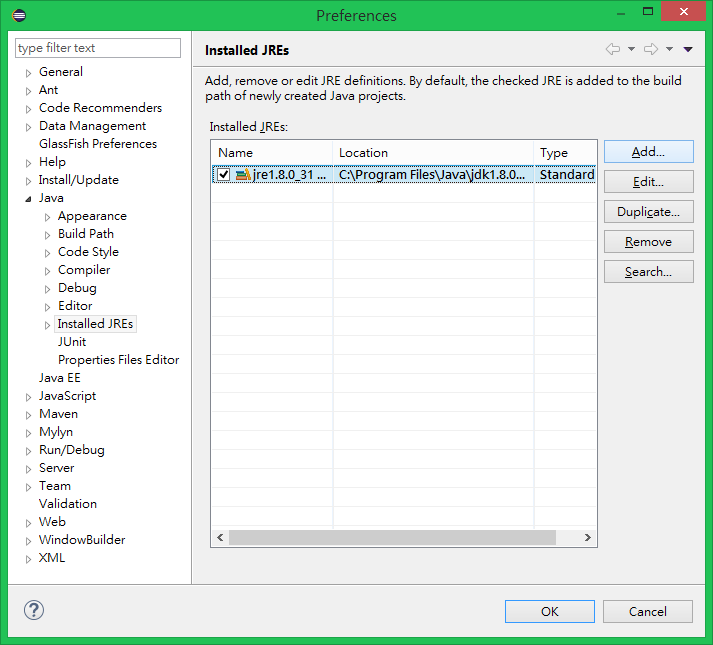 Preferences
type filter text
General
Ant
Code Recommenders
Data Management
GlassFish Preferences
Help
Install/Update
Java
Appearance
Build Path
Code Style
Compiler
Debug
Editor
Installed JREs
JUnit
Properties Files Editor
Java EE
JavaScript
Maven
Mylyn
Run/Debug
Server
Team
Validation
Web
WindowBuilder
XML
Installed JREs
Add, remove or edit JRE definitions. By default, the checked JRE is added to the build
path of newly created Java projects.
Installed JREs:
Name Location Type
jre1.8.0_31 ... C:\Program Files\Java\jdk1.8.0... Standard
Add...
Edit...
Duplicate...
Remove
Search...
?
OK Cancel